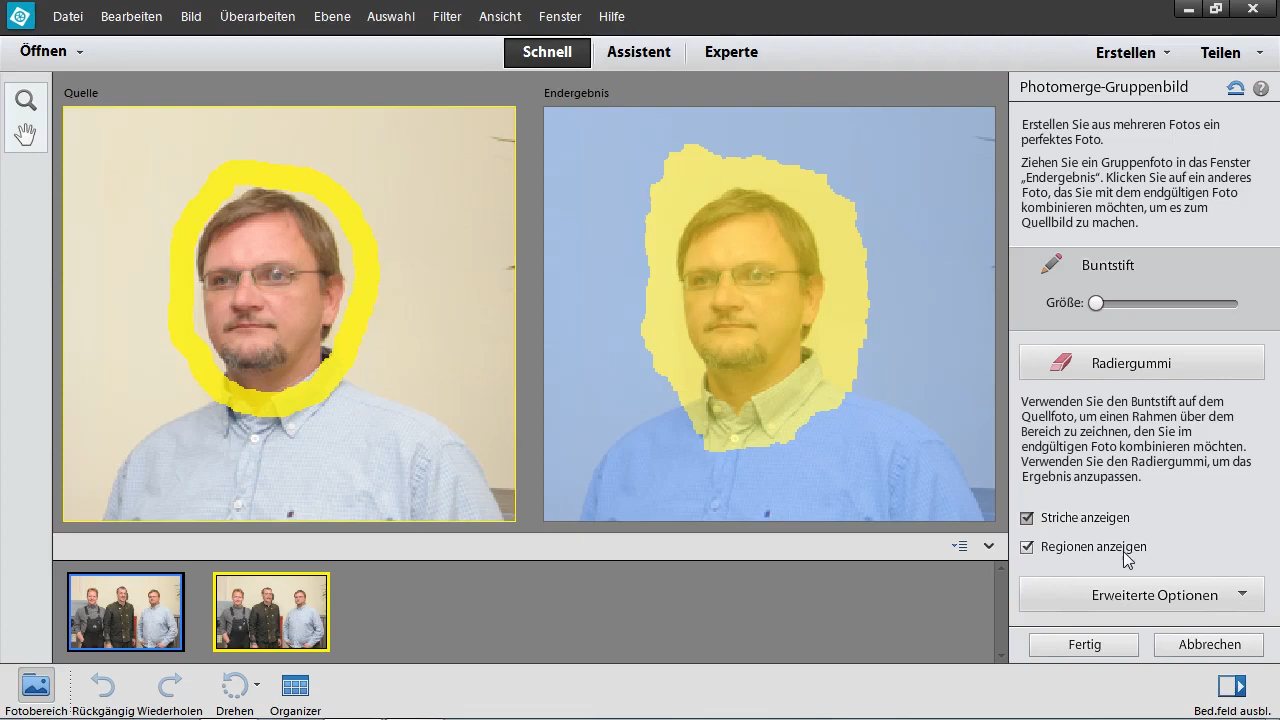 Datei Bearbeiten Bild Überarbeiten Ebene Auswahl Filter Ansicht Fenster Hilfe
Öffnen Schnell Assistent Experte Erstellen Teilen
Quelle Endergebnis
Photomerge-Gruppenbild
Erstellen Sie aus mehreren Fotos ein
perfektes Foto.
Ziehen Sie ein Gruppenfoto in das Fenster
„Endergebnis“. Klicken Sie auf ein anderes
Foto, das Sie mit dem endgültigen Foto
kombinieren möchten, um es zum
Quellbild zu machen.
Buntstift
Größe:
Radiergummi
Verwenden Sie den Buntstift auf dem
Quellfoto, um einen Rahmen über dem
Bereich zu zeichnen, den Sie im
endgültigen Foto kombinieren möchten.
Verwenden Sie den Radiergummi, um das
Ergebnis anzupassen.
Striche anzeigen
Regionen anzeigen
Erweiterte Optionen
Fertig Abbrechen
Fotobereich Rückgängig Wiederholen Drehen Organizer Bed.feld ausbl.